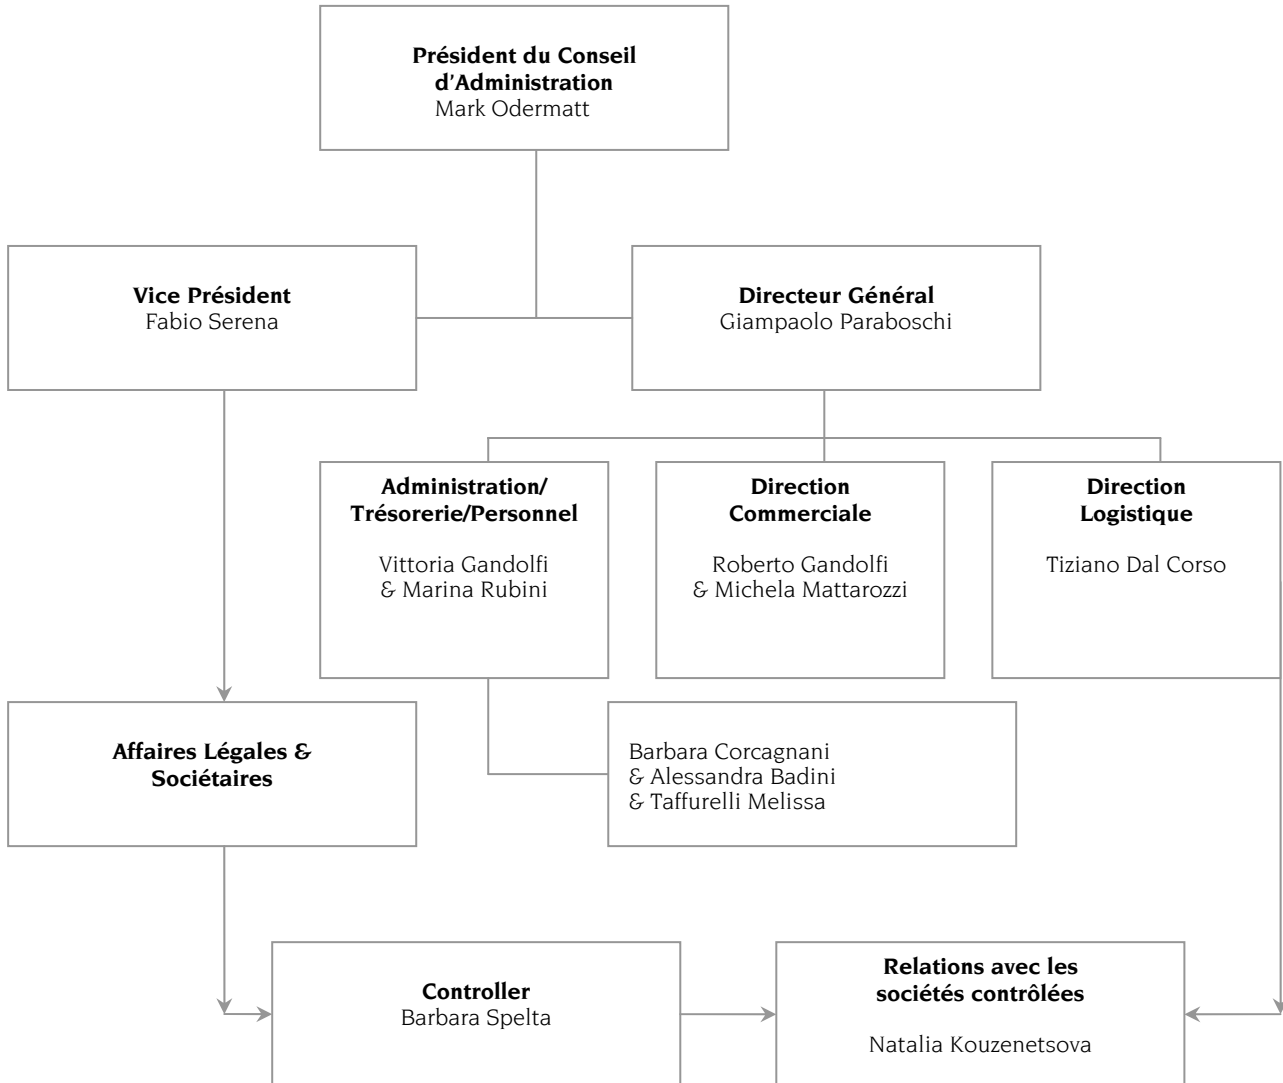 Président du Conseil
d'Administration
Mark Odermatt
Vice Président
Fabio Serena
Directeur Général
Giampaolo Paraboschi
Administration/
Trésorerie/Personnel
Vittoria Gandolfi
& Marina Rubini
Direction
Commerciale
Roberto Gandolfi
& Michela Mattarozzi
Direction
Logistique
Tiziano Dal Corso
Affaires Légales &
Sociétaires
Barbara Corcagnani
& Alessandra Badini
& Taffurelli Melissa
Controller
Barbara Spelta
Relations avec les
sociétés contrôlées
Natalia Kouzenetsova